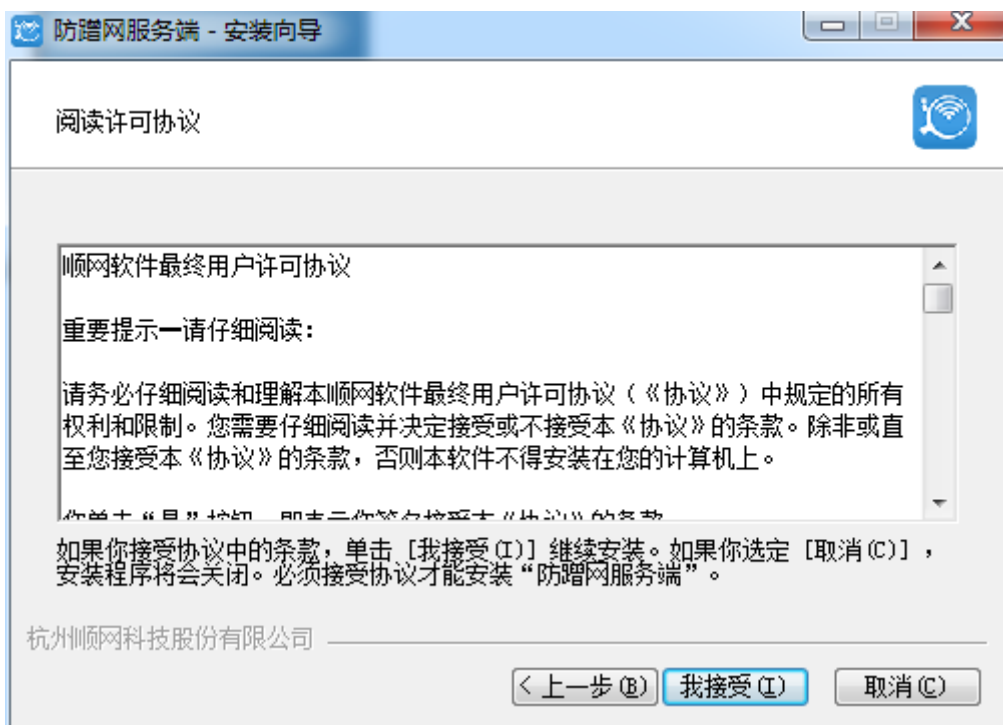 防蹭网服务端 - 安装向导
阅读许可协议
顺网软件最终用户许可协议
重要提示—请仔细阅读：
请务必仔细阅读和理解本顺网软件最终用户许可协议（《协议》）中规定的所有
权利和限制。您需要仔细阅读并决定接受或不接受本《协议》的条款。除非或直
至您接受本《协议》的条款，否则本软件不得安装在您的计算机上。
如果你接受协议中的条款，单击 [我接受(I)] 继续安装。如果你选定 [取消(C)] ，
安装程序将会关闭。必须接受协议才能安装“防蹭网服务端”。
杭州顺网科技股份有限公司
< 上一步(B) 我接受(I) 取消(C)